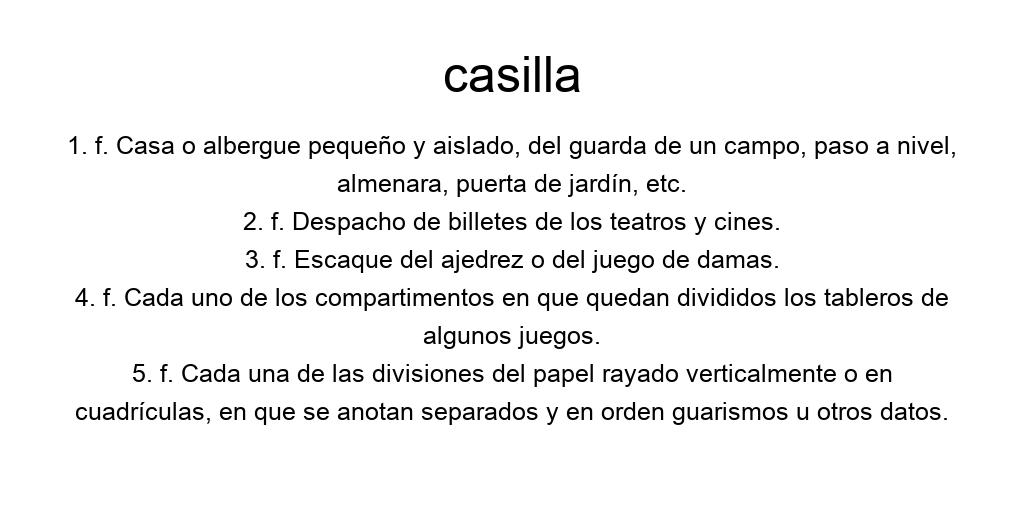 casilla
1. f. Casa o albergue pequeño y aislado, del guarda de un campo, paso a nivel,
almenara, puerta de jardín, etc.
2. f. Despacho de billetes de los teatros y cines.
3. f. Escaque del ajedrez o del juego de damas.
4. f. Cada uno de los compartimentos en que quedan divididos los tableros de
algunos juegos.
5. f. Cada una de las divisiones del papel rayado verticalmente o en
cuadrículas, en que se anotan separados y en orden guarismos u otros datos.